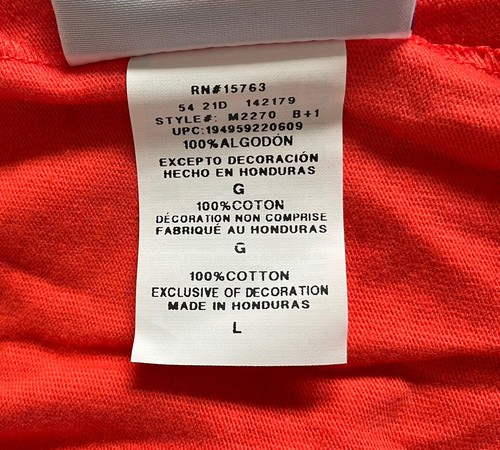 RN#15763
54 21D 142179
STYLE#: M2270 B+1
UPC:194959220609
100%ALGODÓN
EXCEPTO DECORACIÓN
HECHO EN HONDURAS
G
100%COTON
DÉCORATION NON COMPRISE
FABRIQUÉ AU HONDURAS
G
100%COTTON
EXCLUSIVE OF DECORATION
MADE IN HONDURAS
L